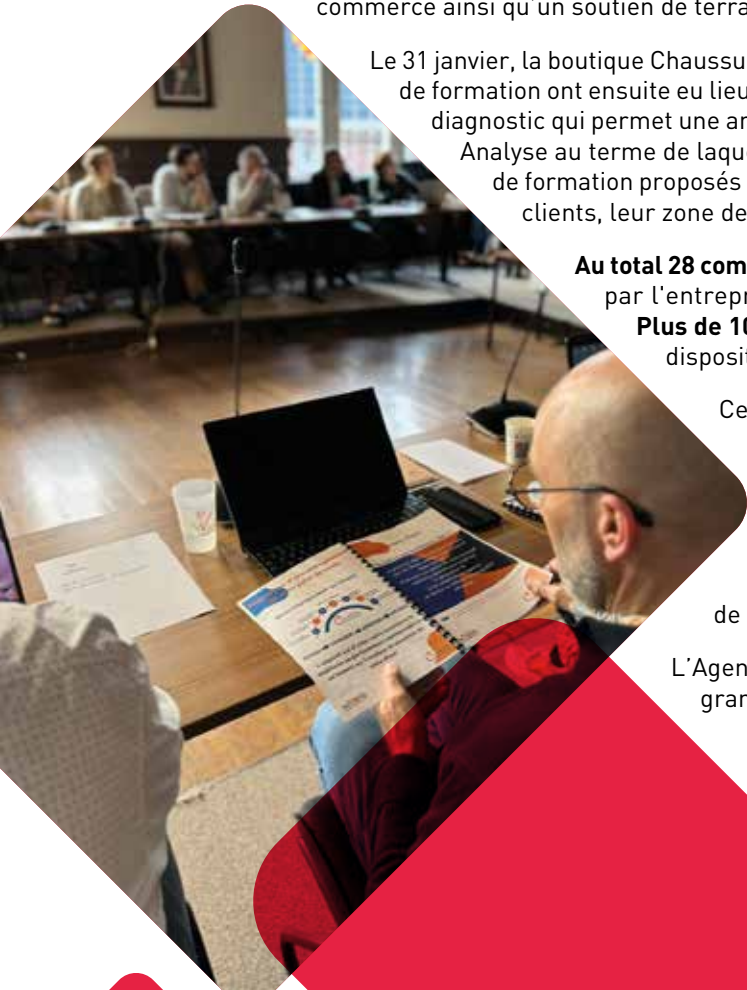 commerce ainsi qu'un soutien de terra
Le 31 janvier, la boutique Chaussu
de formation ont ensuite eu lieu
diagnostic qui permet une a
Analyse au terme de laqu
de formation proposés
clients, leur zone de
Au total 28 com
par l'entrepr
Plus de 10
disposit
Ce
de
L'Agen
gran